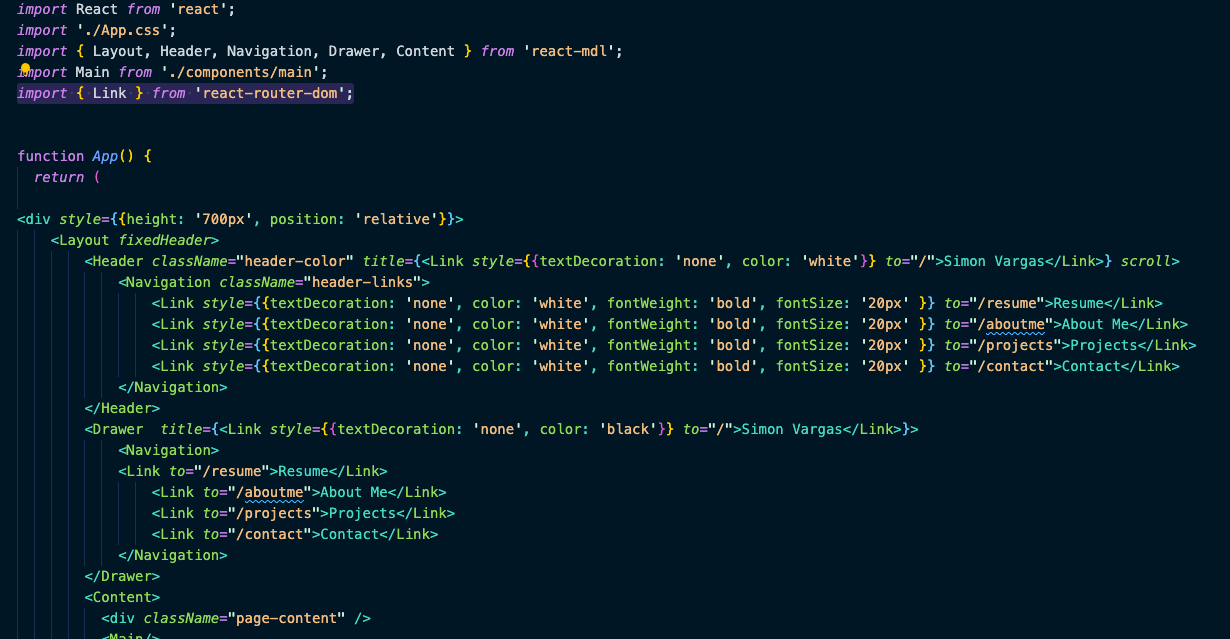 import React from 'react';
import './App.css';
import { Layout, Header, Navigation, Drawer, Content } from 'react-mdl';
import Main from './components/main';
import { Link } from 'react-router-dom';
function App() {
return (
<div style={{height: '700px', position: 'relative'}}>
<Layout fixedHeader>
<Header className="header-color" title={<Link style={{textDecoration: 'none', color: 'white'}} to="/">Simon Vargas</Link>} scroll>
<Navigation className="header-links">
<Link style={{textDecoration: 'none', color: 'white', fontWeight: 'bold', fontSize: '20px' }} to="/resume">Resume</Link>
<Link style={{textDecoration: 'none', color: 'white', fontWeight: 'bold', fontSize: '20px' }} to="/aboutme">About Me</Link>
<Link style={{textDecoration: 'none', color: 'white', fontWeight: 'bold', fontSize: '20px' }} to="/projects">Projects</Link>
<Link style={{textDecoration: 'none', color: 'white', fontWeight: 'bold', fontSize: '20px' }} to="/contact">Contact</Link>
</Navigation>
</Header>
<Drawer  title={<Link style={{textDecoration: 'none', color: 'black'}} to="/">Simon Vargas</Link>}>
<Navigation>
<Link to="/resume">Resume</Link>
<Link to="/aboutme">About Me</Link>
<Link to="/projects">Projects</Link>
<Link to="/contact">Contact</Link>
</Navigation>
</Drawer>
<Content>
<div className="page-content" />
<Main/>